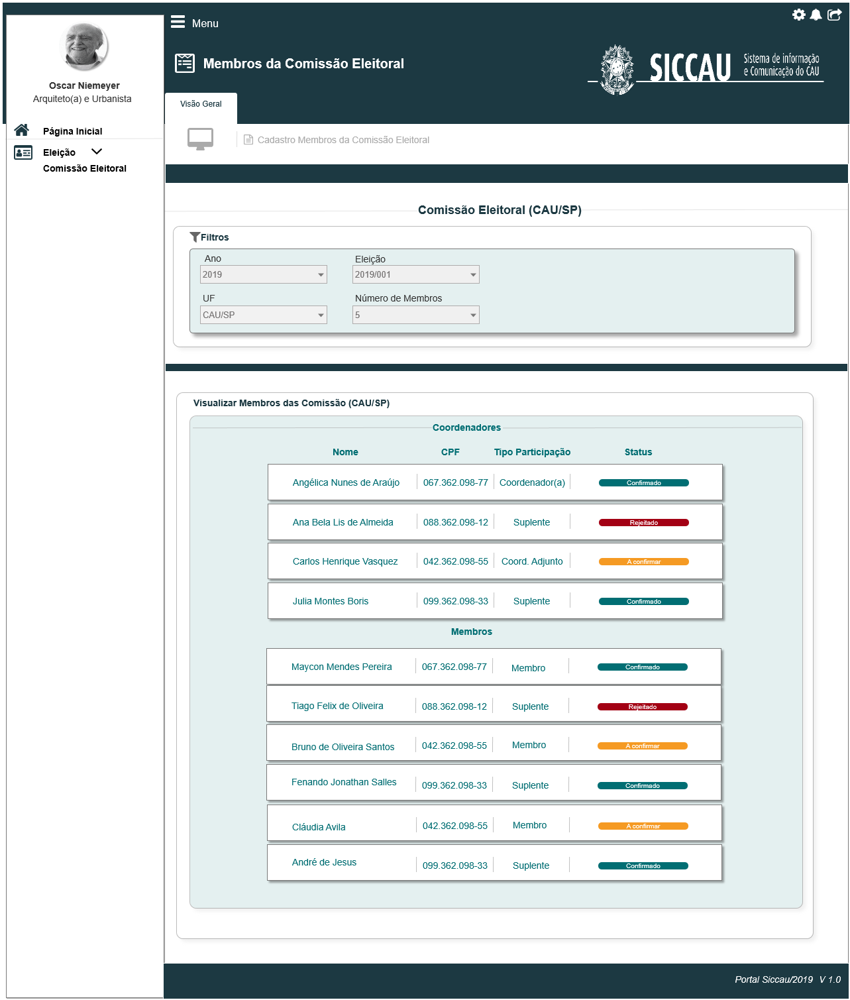 Menu
Membros da Comissão Eleitoral
SICCAU
Sistema de informação
e Comunicação do CAU
Oscar Niemeyer
Arquiteto(a) e Urbanista
Página Inicial
Eleição
Comissão Eleitoral
Visão Geral
Cadastro Membros da Comissão Eleitoral
Comissão Eleitoral (CAU/SP)
Filtros
Ano Eleição
2019 2019/001
UF Número de Membros
CAU/SP 5
Visualizar Membros das Comissão (CAU/SP)
Coordenadores
Nome CPF Tipo Participação Status
Angélica Nunes de Araújo 067.362.098-77 Coordenador(a) Confirmado
Ana Bela Lis de Almeida 088.362.098-12 Suplente Rejeitado
Carlos Henrique Vasquez 042.362.098-55 Coord. Adjunto A confirmar
Julia Montes Boris 099.362.098-33 Suplente Confirmado
Membros
Maycon Mendes Pereira 067.362.098-77 Membro Confirmado
Tiago Felix de Oliveira 088.362.098-12 Suplente Rejeitado
Bruno de Oliveira Santos 042.362.098-55 Membro A confirmar
Fenando Jonathan Salles 099.362.098-33 Suplente Confirmado
Cláudia Avila 042.362.098-55 Membro A confirmar
André de Jesus 099.362.098-33 Suplente Confirmado
Portal Siccau/2019 V 1.0